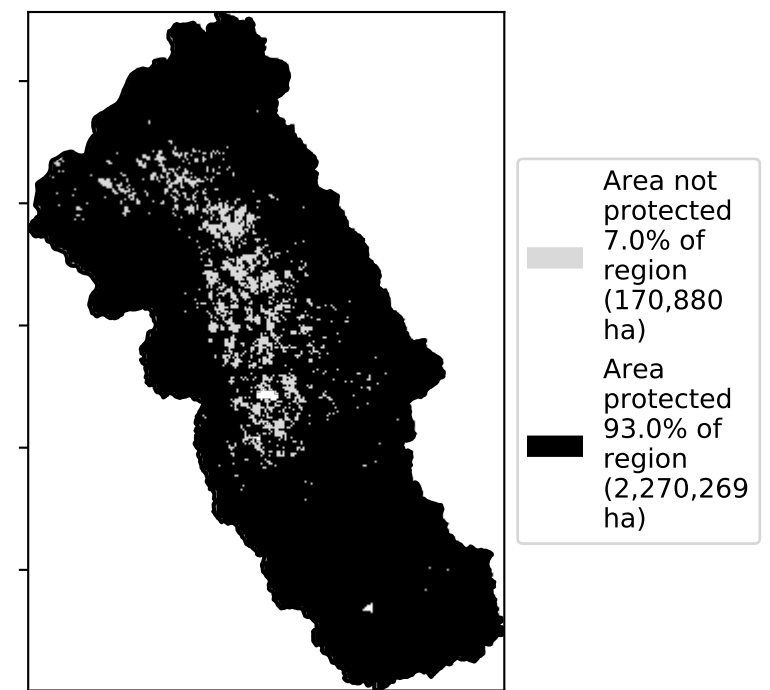 Area not
protected
7.0% of
region
(170,880
ha)
Area
protected
93.0% of
region
(2,270,269
ha)